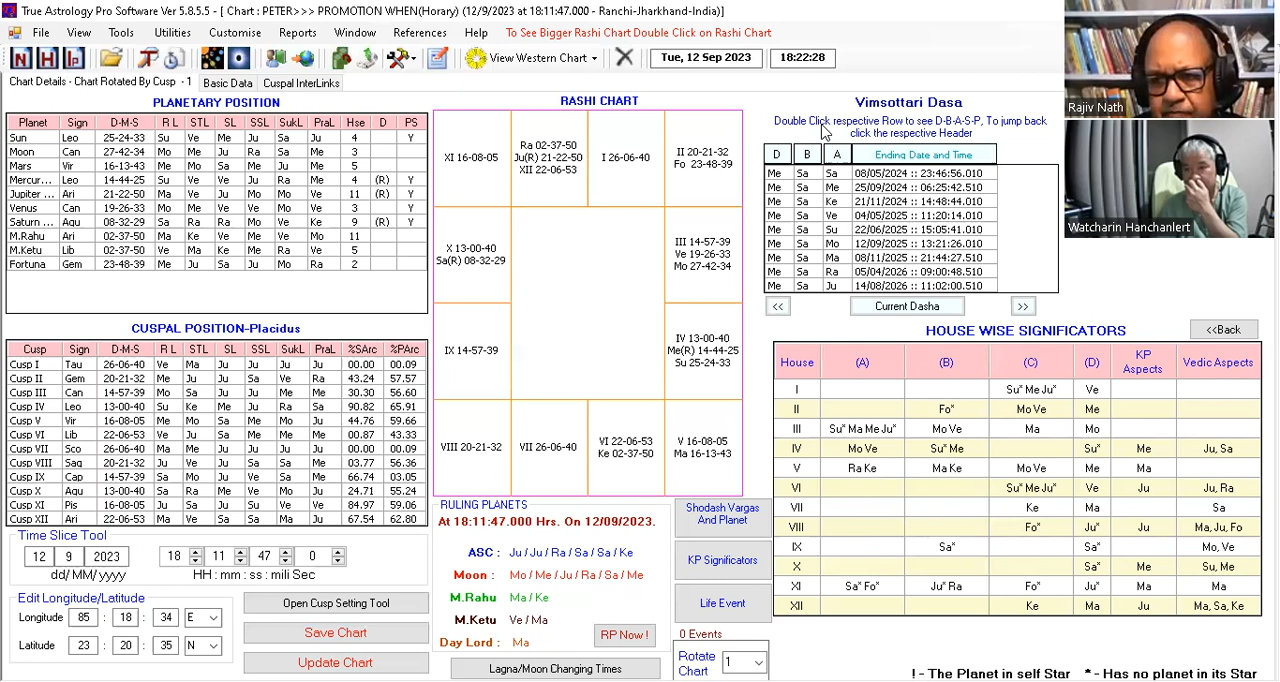 True Astrology Pro Software Ver 5.8.5.5 - [ Chart : PETER>>> PROMOTION WHEN(Horary) (12/9/2023 at 18:11:47.000 - Ranchi-Jharkhand-India)]
File View Tools Utilities Customise Reports Window References Help To See Bigger Rashi Chart Double Click on Rashi Chart
N H P View Western Chart Tue, 12 Sep 2023 18:22:28
Chart Details - Chart Rotated By Cusp - 1 Basic Data Cuspal InterLinks
PLANETARY POSITION
Planet Sign D-M-S R L STL SL SSL SukL PraL Hse D PS
Sun Leo 25-24-33 Su Ve Me Ju Sa Ju 4 Y
Moon Can 27-42-34 Mo Me Ju Ra Sa Me 3
Mars Vir 16-13-43 Me Mo Sa Ju Ju Me 5
Mercur... Leo 14-44-25 Su Ve Ve Ju Ra Me 4 (R) Y
Jupiter ... Ari 21-22-50 Ma Ve Ju Mo Ju Ve 11 (R) Y
Venus Can 19-26-33 Mo Me Ve Ve Mo Ve 3 Y
Saturn ... Aqu 08-32-29 Sa Ra Ra Mo Ve Ke 9 (R) Y
M.Rahu Ari 02-37-50 Ma Ke Ve Me Ju Mo 11
M.Ketu Lib 02-37-50 Ve Ma Ke Me Ra Ve 5
Fortuna Gem 23-48-39 Me Ju Sa Ju Mo Ra 2
CUSPAL POSITION-Placidus
Cusp Sign D-M-S R L STL SL SSL SukL PraL %SArc %PArc
Cusp I Tau 26-06-40 Ve Ma Ju Ju Ju Ve 00.00 00.09
Cusp II Gem 20-21-32 Me Ju Ju Sa Ve Ra 43.24 57.57
Cusp III Can 14-57-39 Mo Sa Ju Ju Me Me 30.30 56.60
Cusp IV Leo 13-00-40 Su Ke Me Ju Ra Sa 90.82 65.91
Cusp V Vir 16-08-05 Me Mo Sa Ju Su Me 44.76 59.66
Cusp VI Lib 22-06-53 Ve Ju Sa Me Me Me 00.87 43.33
Cusp VII Sco 26-06-40 Ma Me Ju Ju Ju Ve 00.00 00.09
Cusp VIII Sag 20-21-32 Ju Ve Ju Sa Sa Me 03.77 56.36
Cusp IX Cap 14-57-39 Sa Mo Ju Ra Sa Me 66.74 03.05
Cusp X Aqu 13-00-40 Sa Ra Me Su Mo Ju 24.71 55.24
Cusp XI Pis 16-08-05 Ju Sa Ju Ve Ra Ju 84.97 59.06
Cusp XII Ari 22-06-53 Ma Ve Sa Sa Ma Me 67.54 62.80
Time Slice Tool
12 9 2023 18 11 47 0
dd/ MM/ yyyy HH : mm : ss : mili Sec
Edit Longitude/Latitude
Longitude 85 : 18 : 34 E
Latitude 23 : 20 : 35 N
Open Cusp Setting Tool
Save Chart
Update Chart
RASHI CHART
XI 16-08-05
Ra 02-37-50
Ju(R) 21-22-50
XII 22-06-53
I 26-06-40
II 20-21-32
Fo 23-48-39
X 13-00-40
Sa(R) 08-32-29
III 14-57-39
Ve 19-26-33
Mo 27-42-34
IX 14-57-39
IV 13-00-40
Me(R) 14-44-25
Su 25-24-33
VIII 20-21-32
VII 26-06-40
VI 22-06-53
Ke 02-37-50
V 16-08-05
Ma 16-13-43
RULING PLANETS
At 18:11:47.000 Hrs. On 12/09/2023.
ASC : Ju / Ju / Ra / Sa / Sa / Ke
Moon : Mo / Me / Ju / Ra / Sa / Me
M.Rahu : Ma / Ke
M.Ketu : Ve / Ma
Day Lord : Ma
RP Now !
Lagna/Moon Changing Times
Shodash Vargas And Planet
KP Significators
Life Event
0 Events
Rotate Chart 1
Vimsottari Dasa
Double Click respective Row to see D-B-A-S-P, To jump back
click the respective Header
D B A Ending Date and Time
Me Sa Sa 08/05/2024 :: 23:46:56.010
Me Sa Me 25/09/2024 :: 06:25:42.510
Me Sa Ke 21/11/2024 :: 14:48:44.010
Me Sa Ve 04/05/2025 :: 11:20:14.010
Me Sa Su 22/06/2025 :: 15:05:41.010
Me Sa Mo 12/09/2025 :: 13:21:26.010
Me Sa Ma 08/11/2025 :: 21:44:27.510
Me Sa Ra 05/04/2026 :: 09:00:48.510
Me Sa Ju 14/08/2026 :: 11:02:00.510
<< Current Dasha >>
HOUSE WISE SIGNIFICATORS <<Back
House (A) (B) (C) (D) KP Aspects Vedic Aspects
I Su* Me Ju* Ve
II Fo* Mo Ve Me
III Su* Ma Me Ju* Mo Ve Ma Mo
IV Mo Ve Su* Me Su* Me Ju, Sa
V Ra Ke Ma Ke Mo Ve Me Ma
VI Su* Me Ju* Ve Ju Ju, Ra
VII Ke Ma Sa
VIII Fo* Ju* Ju Ma, Ju, Fo
IX Sa* Sa* Mo, Ve
X Sa* Me Su, Me
XI Sa* Fo* Ju* Ra Fo* Ju* Ma Ma
XII Ke Ma Ju Ma, Sa, Ke
! - The Planet in self Star * - Has no planet in its Star
Rajiv Nath
Watcharin Hanchanlert